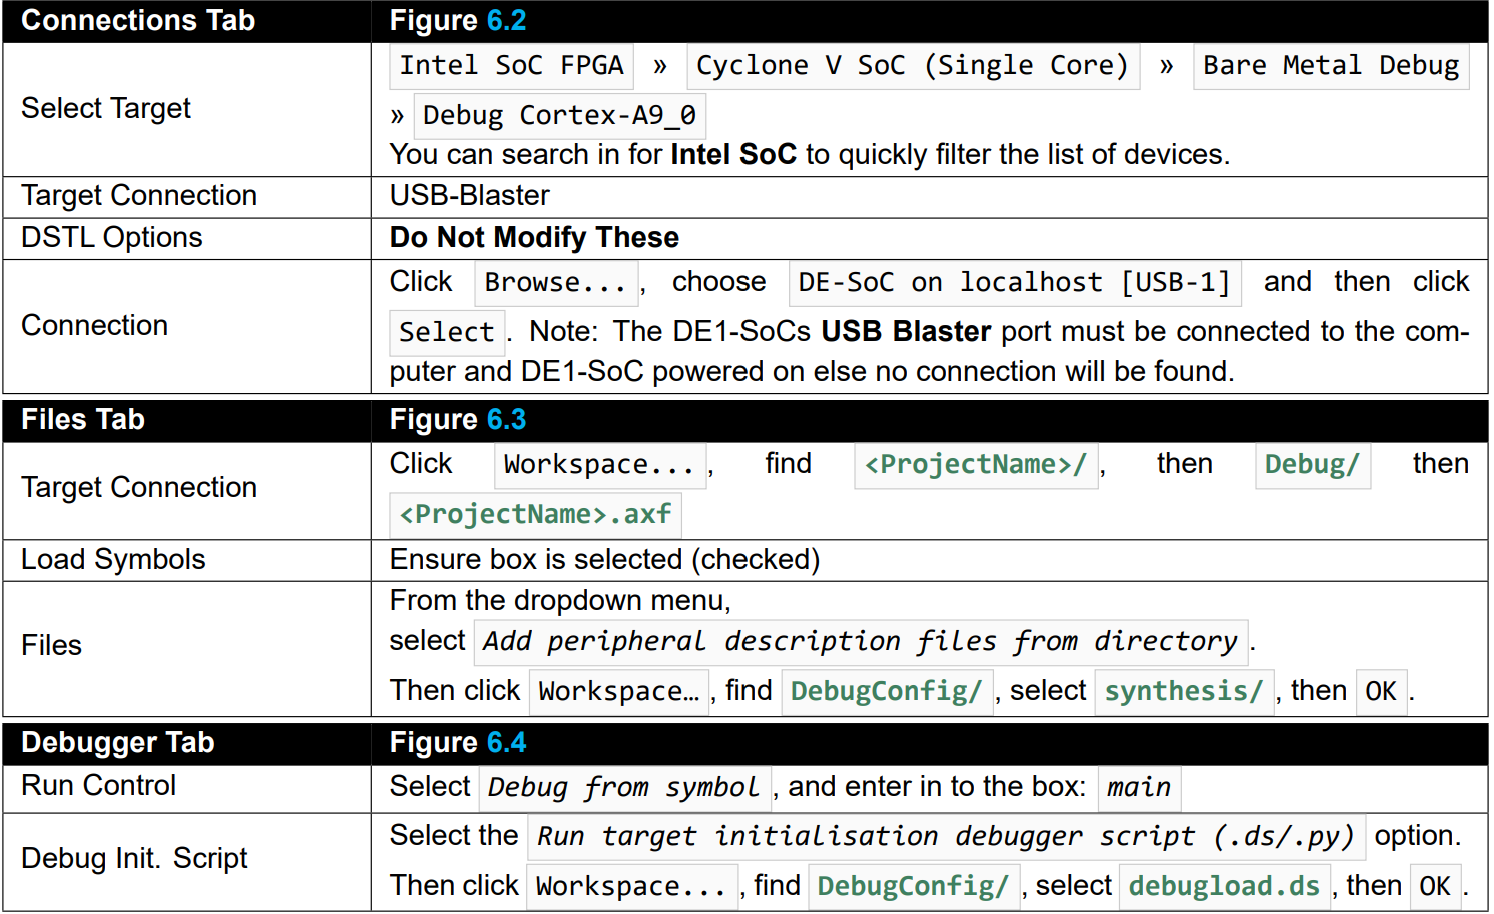 Connections Tab Figure 6.2
Select Target
Intel SoC FPGA » Cyclone V SoC (Single Core) » Bare Metal Debug
» Debug Cortex-A9_0
You can search in for Intel SoC to quickly filter the list of devices.
Target Connection USB-Blaster
DSTL Options Do Not Modify These
Connection
Click Browse..., choose DE-SoC on localhost [USB-1] and then click
Select. Note: The DE1-SoCs USB Blaster port must be connected to the com-
puter and DE1-SoC powered on else no connection will be found.
Files Tab Figure 6.3
Target Connection
Click Workspace..., find <ProjectName>/, then Debug/ then
<ProjectName>.axf
Load Symbols Ensure box is selected (checked)
Files
From the dropdown menu,
select Add peripheral description files from directory.
Then click Workspace…, find DebugConfig/, select synthesis/, then OK.
Debugger Tab Figure 6.4
Run Control Select Debug from symbol, and enter in to the box: main
Debug Init. Script
Select the Run target initialisation debugger script (.ds/.py) option.
Then click Workspace..., find DebugConfig/, select debugload.ds, then OK.